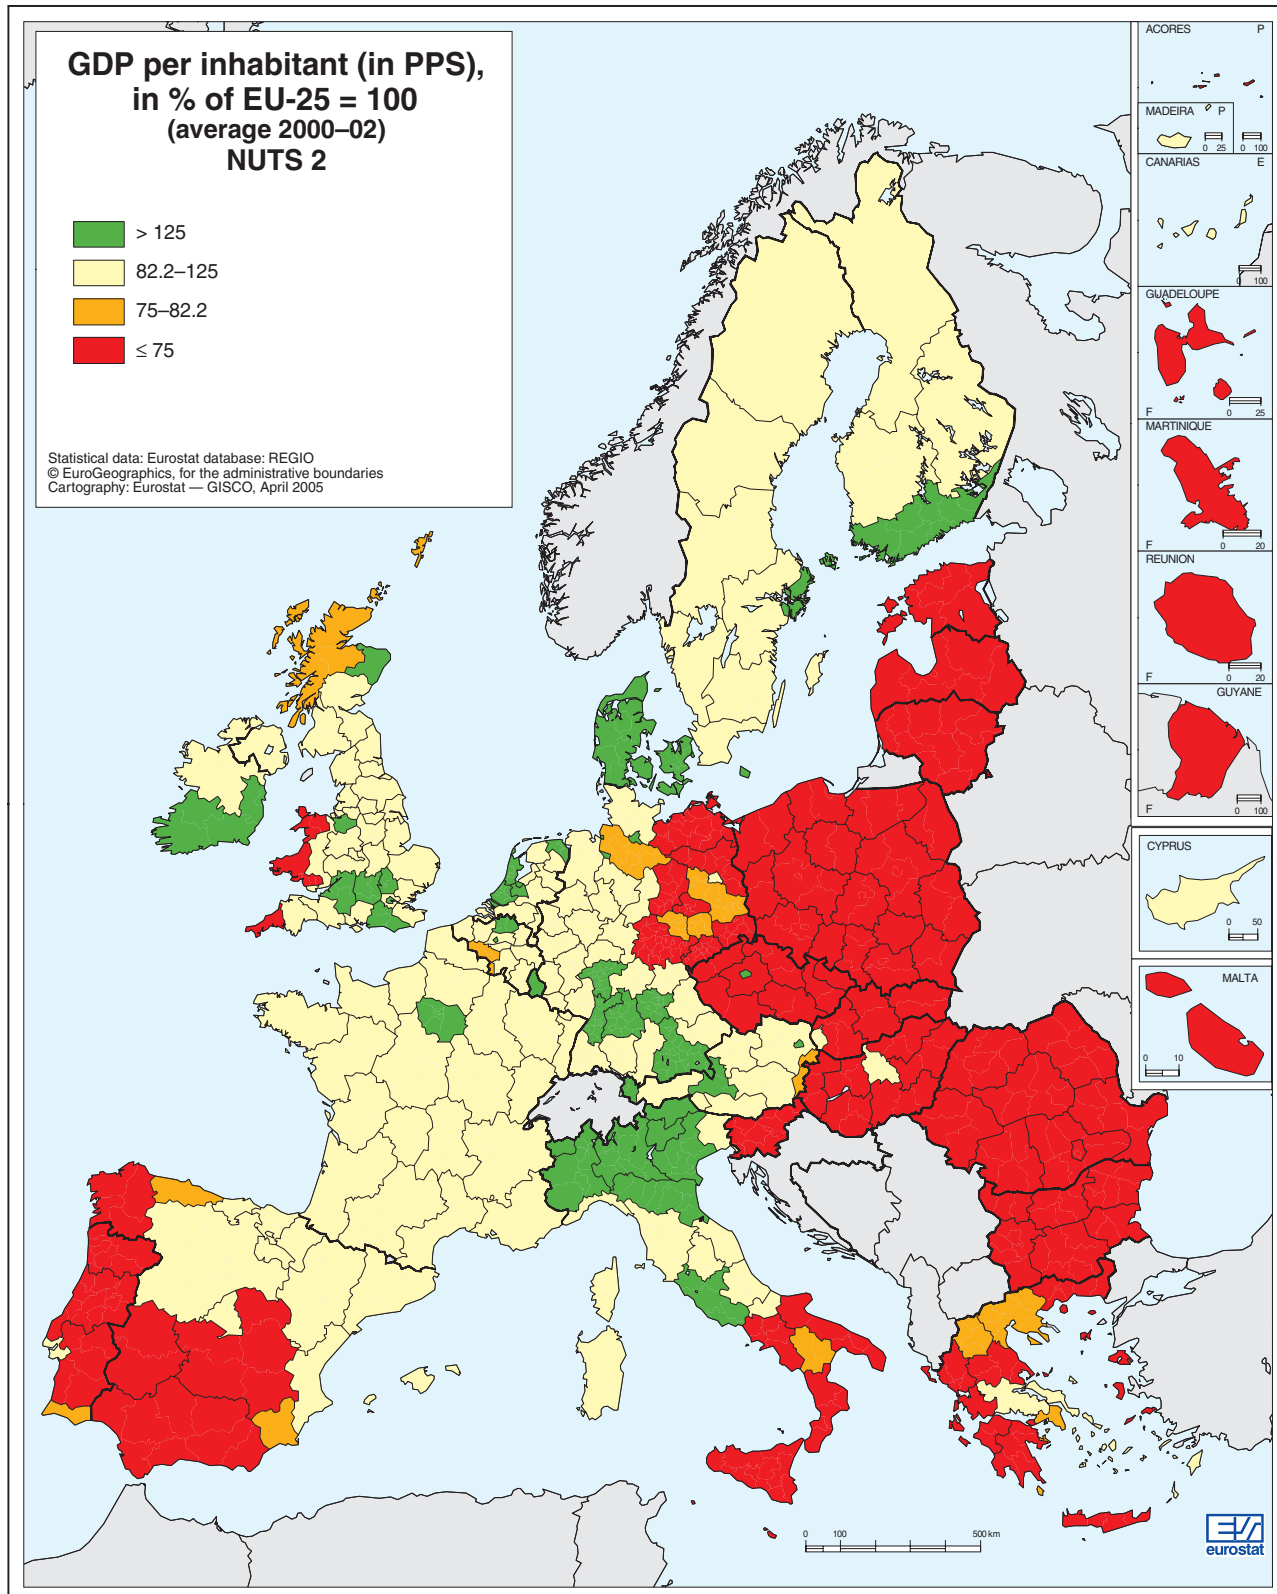 GDP per inhabitant (in PPS),
in % of EU-25 = 100
(average 2000–02)
NUTS 2
> 125
82.2–125
75–82.2
≤ 75
Statistical data: Eurostat database: REGIO
© EuroGeographics, for the administrative boundaries
Cartography: Eurostat — GISCO, April 2005
ACORES P
MADEIRA P
0 25
0 100
CANARIAS E
0 100
GUADELOUPE
F
0 25
MARTINIQUE
F
0 20
REUNION
F
0 20
GUYANE
F
0 100
CYPRUS
0 50
MALTA
0 10
0 100 500 km
eurostat